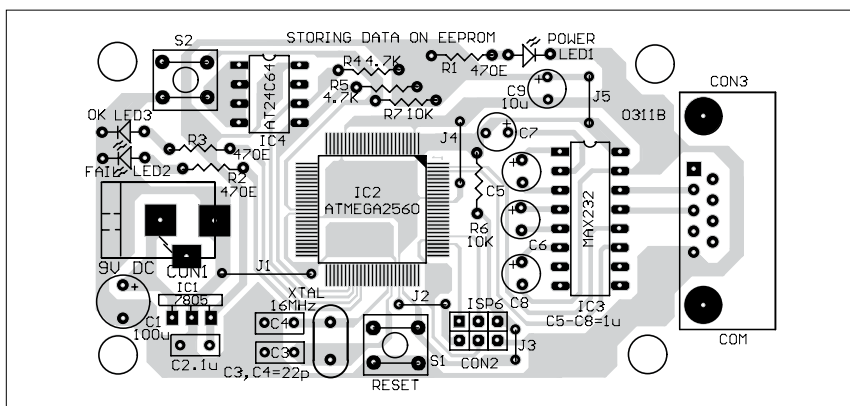 STORING DATA ON EEPROM
POWER
LED1
S2
R4 4.7K
R1 470E
CON3
AT24C64
R5
4.7K
C9
10u
J5
R7 10K
OK LED3
IC4
J4
C7
0311B
R3
470E
FAIL LED2
R2
470E
IC2
ATMEGA2560
C5
MAX232
R6
10K
C6
9V DC
CON1
J1
IC1
7805
XTAL
16MHz
J2
ISP6
C8
IC3
C5-C8=1u
C1
100u
C4
J3
COM
C2.1u
C3
S1
CON2
C3,C4=22p
RESET